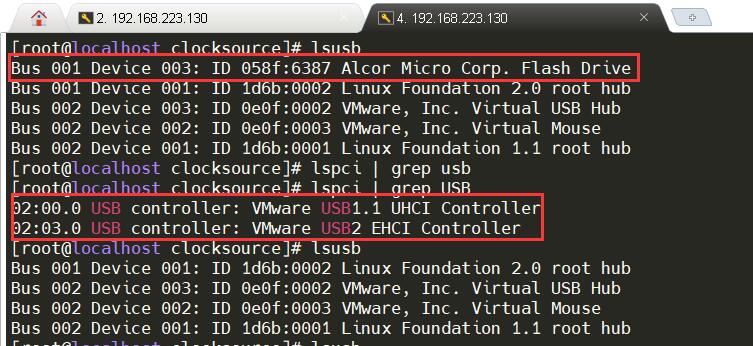 2. 192.168.223.130
4. 192.168.223.130
[root@localhost clocksource]# lsusb
Bus 001 Device 003: ID 058f:6387 Alcor Micro Corp. Flash Drive
Bus 001 Device 001: ID 1d6b:0002 Linux Foundation 2.0 root hub
Bus 002 Device 003: ID 0e0f:0002 VMware, Inc. Virtual USB Hub
Bus 002 Device 002: ID 0e0f:0003 VMware, Inc. Virtual Mouse
Bus 002 Device 001: ID 1d6b:0001 Linux Foundation 1.1 root hub
[root@localhost clocksource]# lspci | grep usb
[root@localhost clocksource]# lspci | grep USB
02:00.0 USB controller: VMware USB1.1 UHCI Controller
02:03.0 USB controller: VMware USB2 EHCI Controller
[root@localhost clocksource]# lsusb
Bus 001 Device 001: ID 1d6b:0002 Linux Foundation 2.0 root hub
Bus 002 Device 003: ID 0e0f:0002 VMware, Inc. Virtual USB Hub
Bus 002 Device 002: ID 0e0f:0003 VMware, Inc. Virtual Mouse
Bus 002 Device 001: ID 1d6b:0001 Linux Foundation 1.1 root hub
[root@localhost clocksource]# lsusb